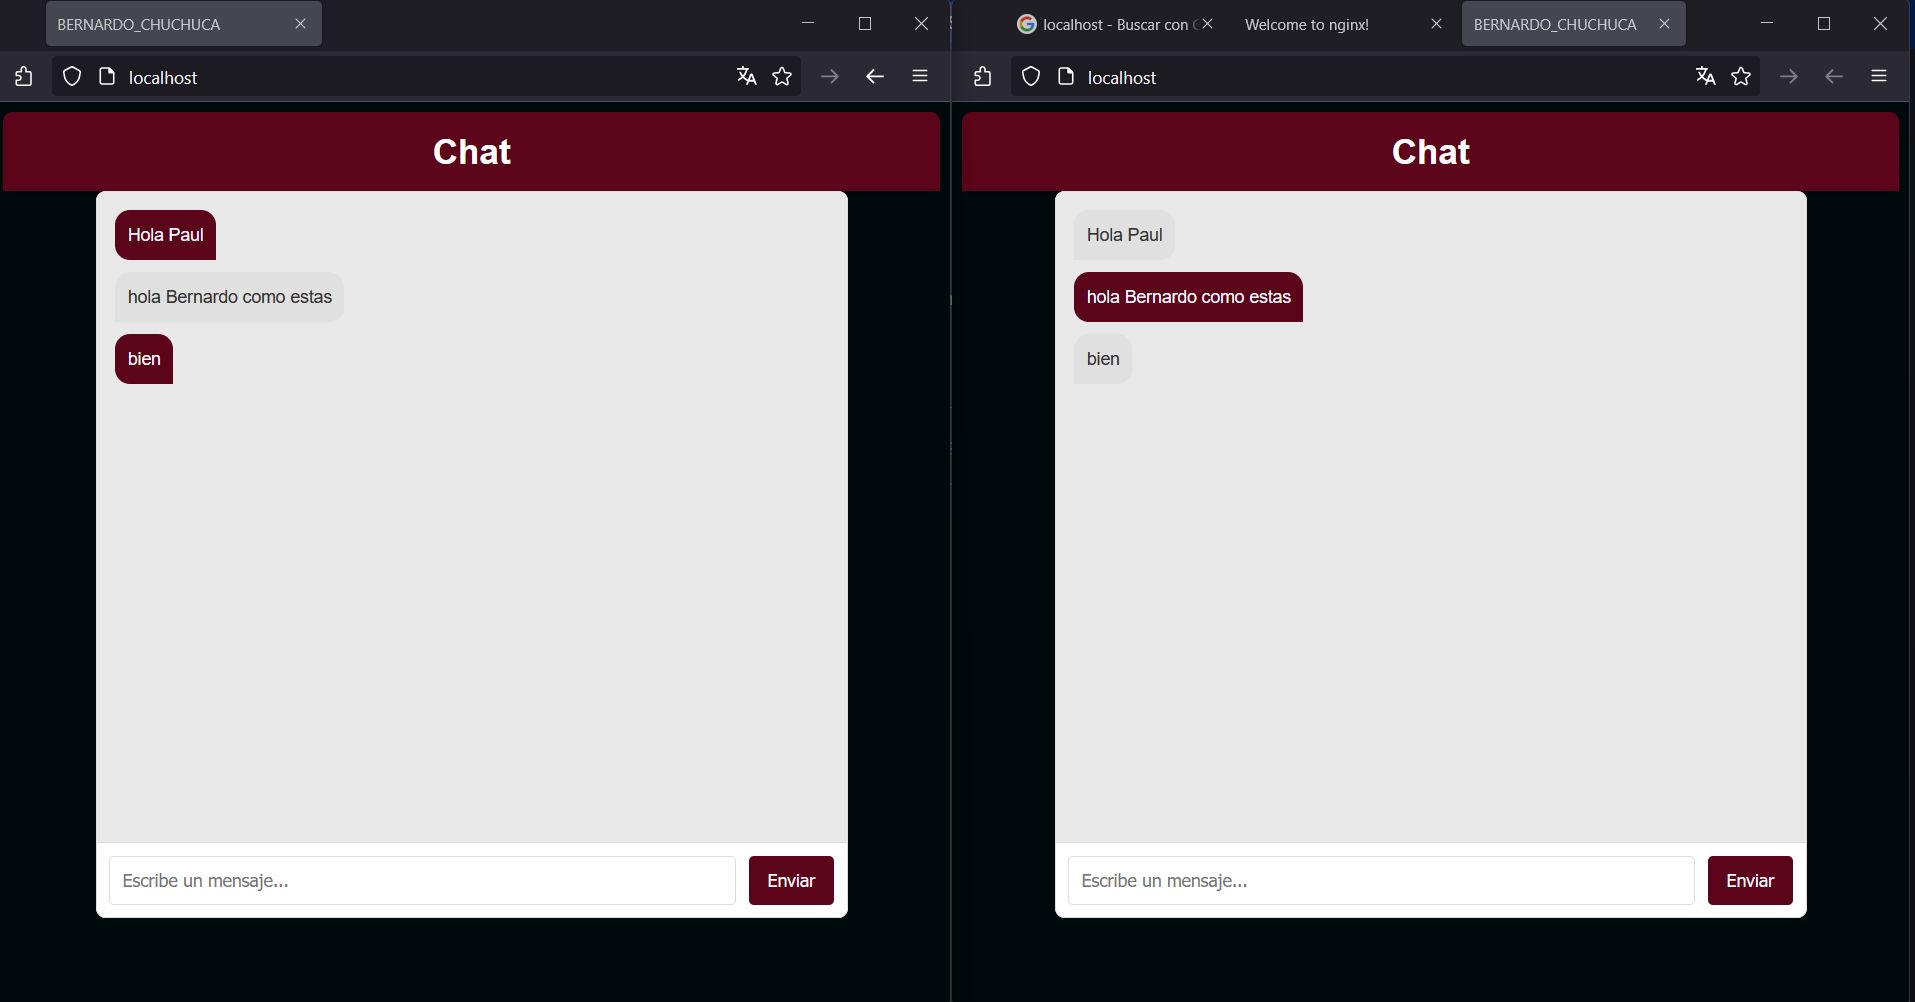 BERNARDO_CHUCHUCA
localhost
Chat
Hola Paul
hola Bernardo como estas
bien
Escribe un mensaje...
Enviar
localhost - Buscar con
Welcome to nginx!
BERNARDO_CHUCHUCA
localhost
Chat
Hola Paul
hola Bernardo como estas
bien
Escribe un mensaje...
Enviar